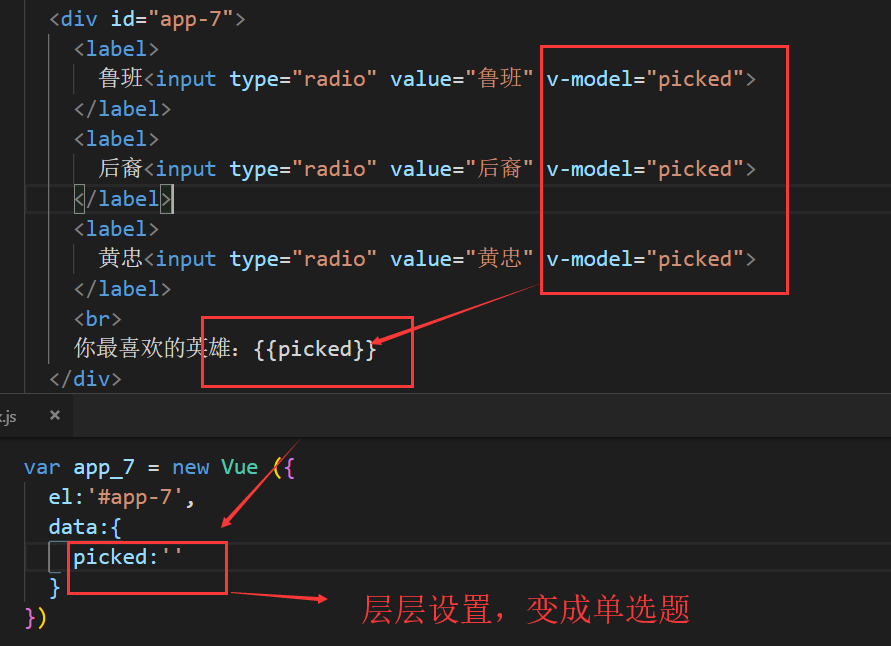 <div id="app-7">
<label>
鲁班<input type="radio" value="鲁班" v-model="picked">
</label>
<label>
后裔<input type="radio" value="后裔" v-model="picked">
</label>
<label>
黄忠<input type="radio" value="黄忠" v-model="picked">
</label>
<br>
你最喜欢的英雄：{{picked}}
</div>
.js ×
var app_7 = new Vue ({
el:'#app-7',
data:{
picked:''
}
})
层层设置，变成单选题